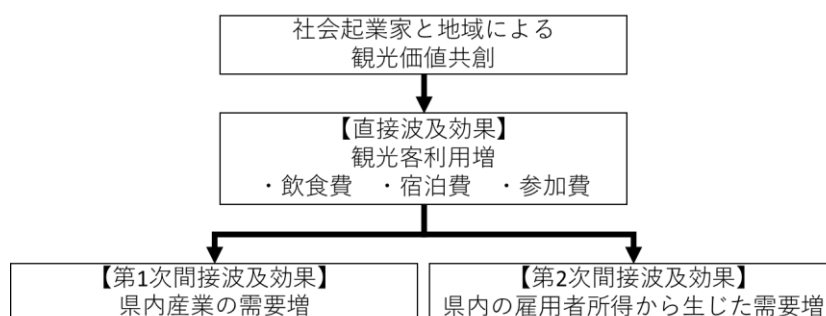 社会起業家と地域による
観光価値共創
【直接波及効果】
観光客利用増
・飲食費　・宿泊費　・参加費
【第1次間接波及効果】
県内産業の需要増
【第2次間接波及効果】
県内の雇用者所得から生じた需要増